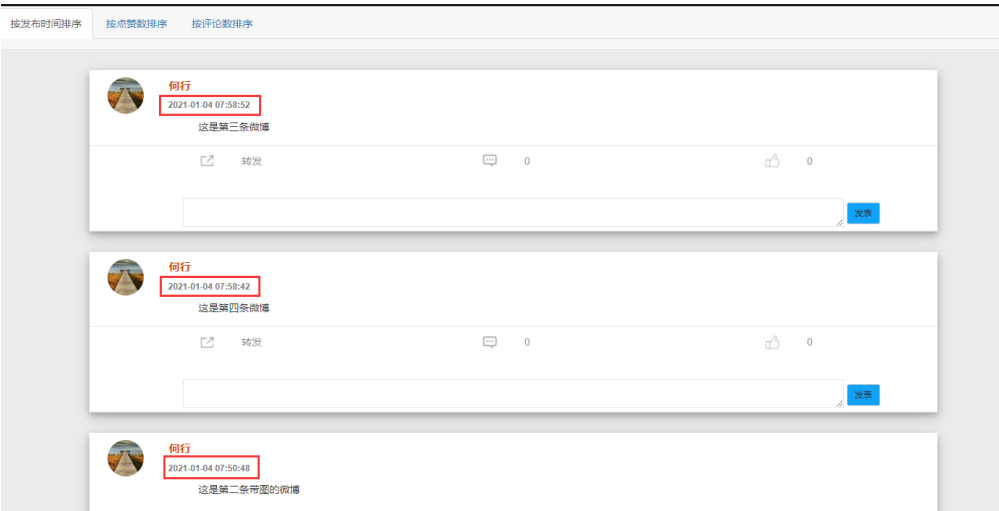 按发布时间排序 按点赞数排序 按评论数排序
何行
2021-01-04 07:58:52
这是第三条微博
转发 0 0
发表
何行
2021-01-04 07:58:42
这是第四条微博
转发 0 0
发表
何行
2021-01-04 07:50:48
这是第二条带图的微博